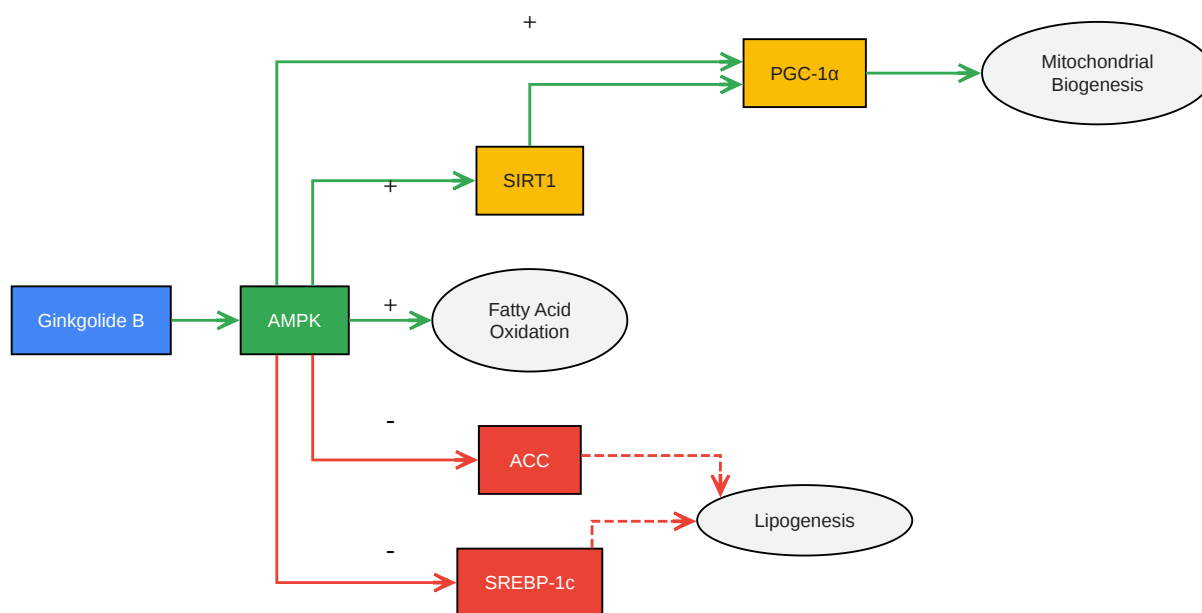 +
PGC-1α
Mitochondrial
Biogenesis
SIRT1
+
Ginkgolide B
AMPK
+
Fatty Acid
Oxidation
-
ACC
Lipogenesis
-
SREBP-1c